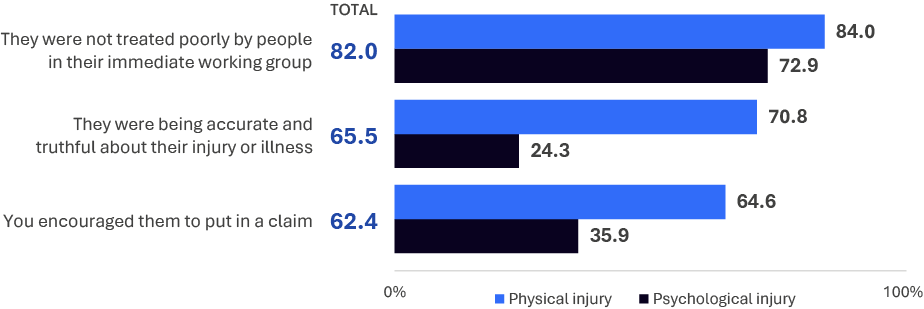 TOTAL
They were not treated poorly by people
in their immediate working group
82.0
84.0
72.9
They were being accurate and
truthful about their injury or illness
65.5
70.8
24.3
You encouraged them to put in a claim
62.4
64.6
35.9
0%
100%
Physical injury
Psychological injury